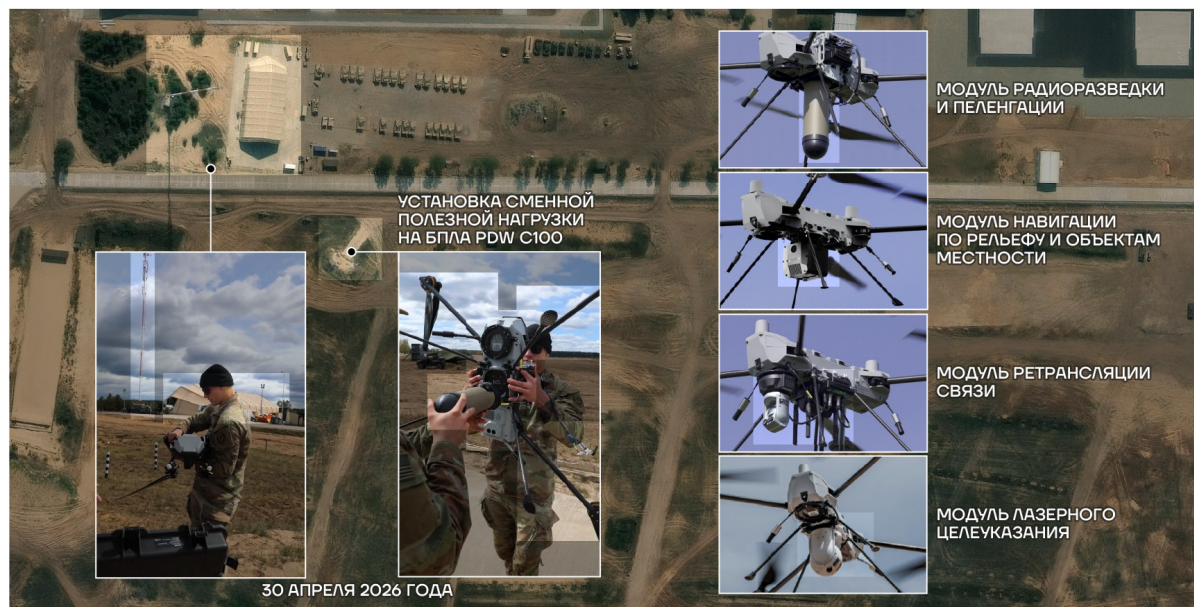 МОДУЛЬ РАДИОРАЗВЕДКИ
И ПЕЛЕНГАЦИИ
УСТАНОВКА СМЕННОЙ
ПОЛЕЗНОЙ НАГРУЗКИ
НА БПЛА PDW C100
МОДУЛЬ НАВИГАЦИИ
ПО РЕЛЬЕФУ И ОБЪЕКТАМ
МЕСТНОСТИ
МОДУЛЬ РЕТРАНСЛЯЦИИ
СВЯЗИ
МОДУЛЬ ЛАЗЕРНОГО
ЦЕЛЕУКАЗАНИЯ
30 АПРЕЛЯ 2026 ГОДА